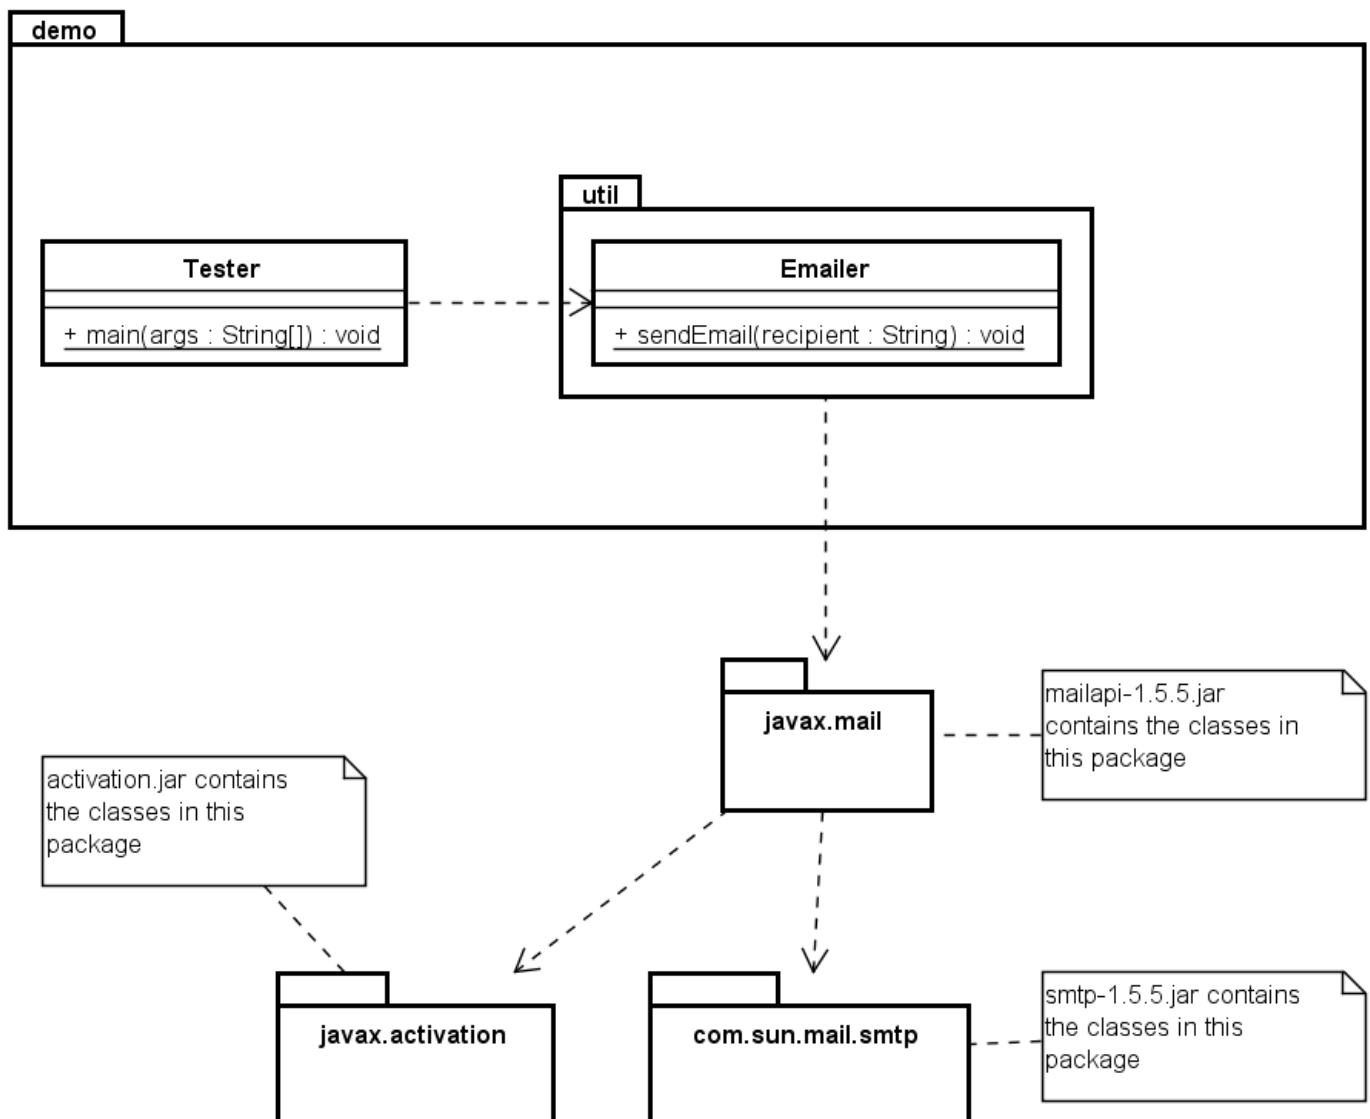 demo
util
Tester
Emailer
+ main(args : String[]) : void
+ sendEmail(recipient : String) : void
javax.mail
mailapi-1.5.5.jar
contains the classes in
this package
activation.jar contains
the classes in this
package
javax.activation
com.sun.mail.smtp
smtp-1.5.5.jar contains
the classes in this
package